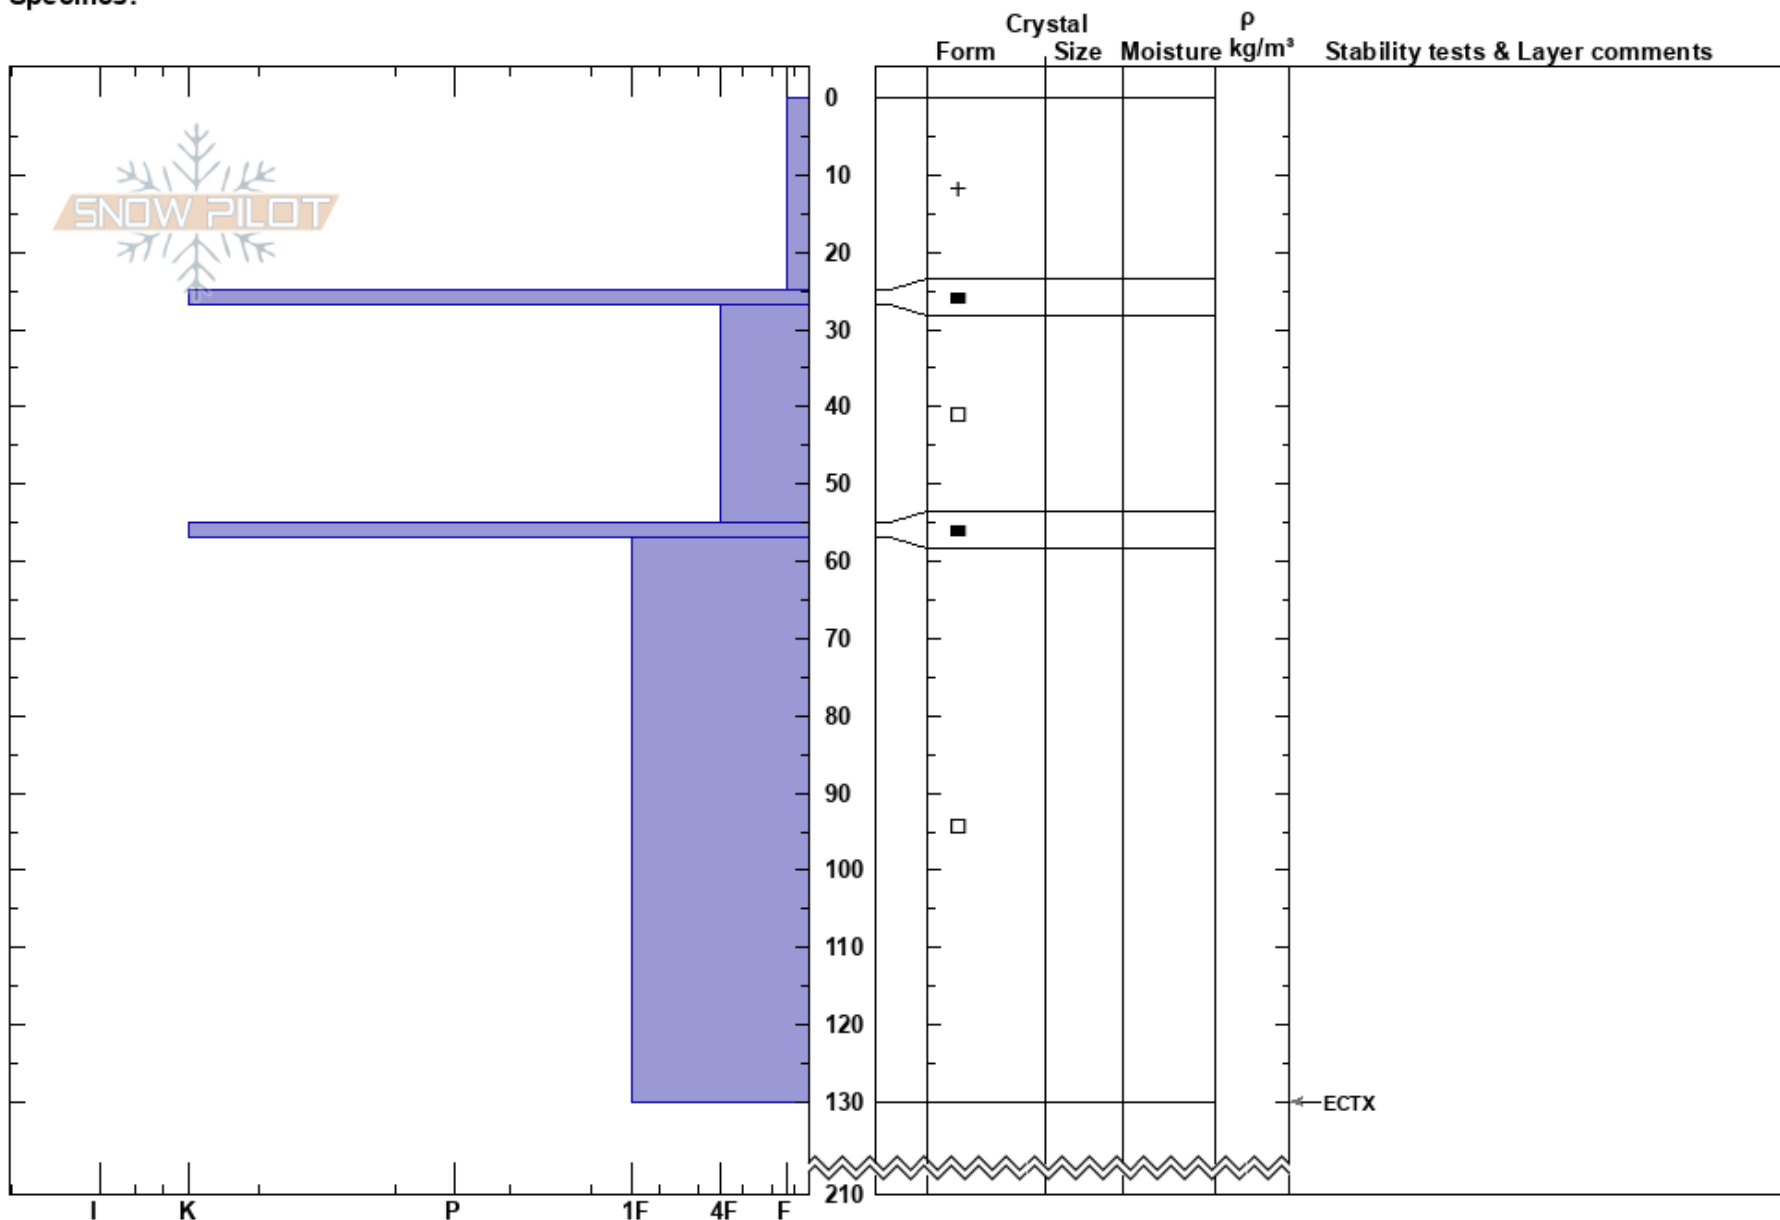 Specifics:
Crystal
ρ
Form Size Moisture kg/m³ Stability tests & Layer comments
0
10
SNOW PILOT
20
30
40
50
60
70
80
90
100
110
120
130 ECTX
210
I K P 1F 4F F